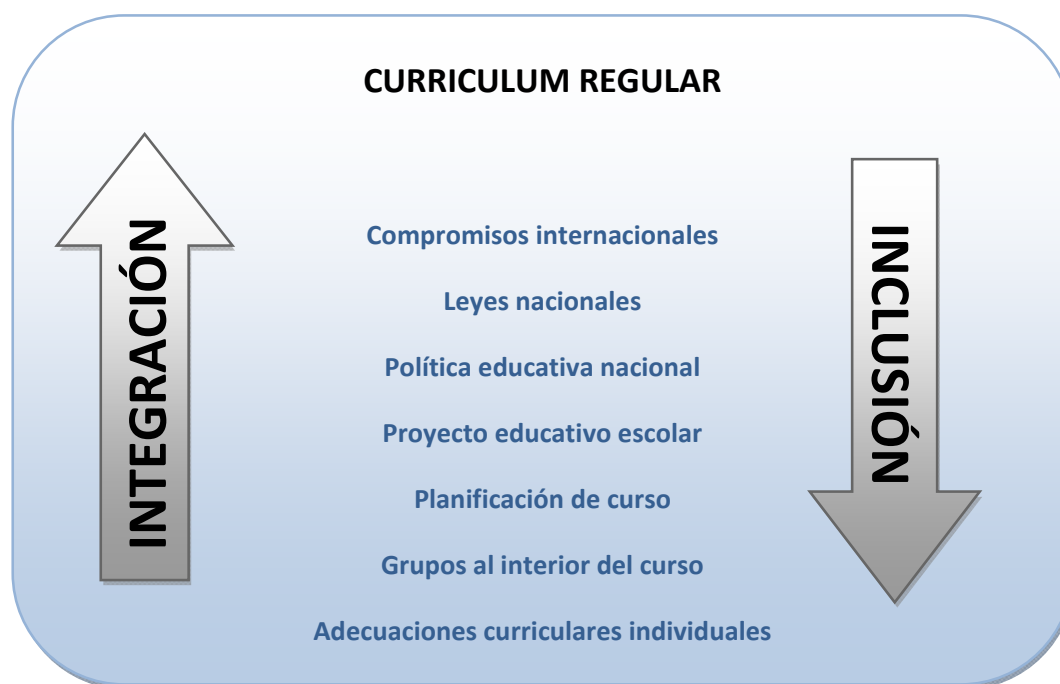 CURRICULUM REGULAR
INTEGRACIÓN
Compromisos internacionales
Leyes nacionales
Política educativa nacional
Proyecto educativo escolar
Planificación de curso
Grupos al interior del curso
Adecuaciones curriculares individuales
INCLUSIÓN